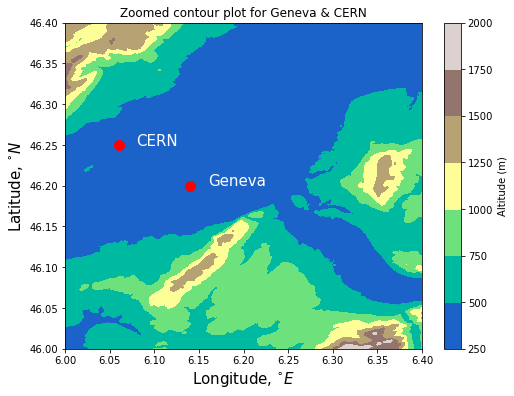 Zoomed contour plot for Geneva & CERN
46.40
46.35
46.30
46.25
46.20
46.15
46.10
46.05
46.00
Latitude, °N
CERN
Geneva
6.00 6.05 6.10 6.15 6.20 6.25 6.30 6.35 6.40
Longitude, °E
2000
1750
1500
1250
1000
750
500
250
Altitude (m)